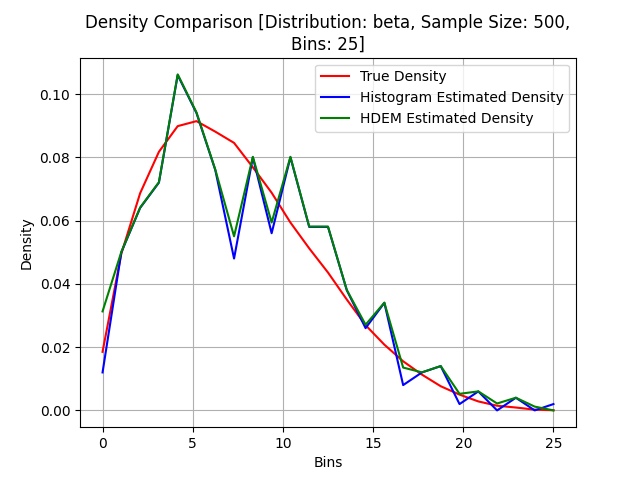 Density Comparison [Distribution: beta, Sample Size: 500,
Bins: 25]
True Density
Histogram Estimated Density
HDEM Estimated Density
Density
0.10
0.08
0.06
0.04
0.02
0.00
0 5 10 15 20 25
Bins